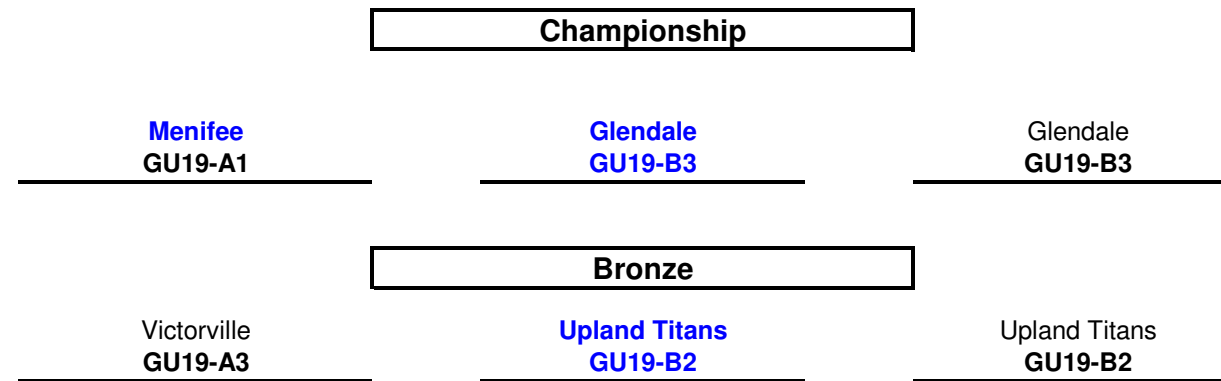 Championship
Menifee Glendale Glendale
GU19-A1 GU19-B3 GU19-B3
Bronze
Victorville Upland Titans Upland Titans
GU19-A3 GU19-B2 GU19-B2